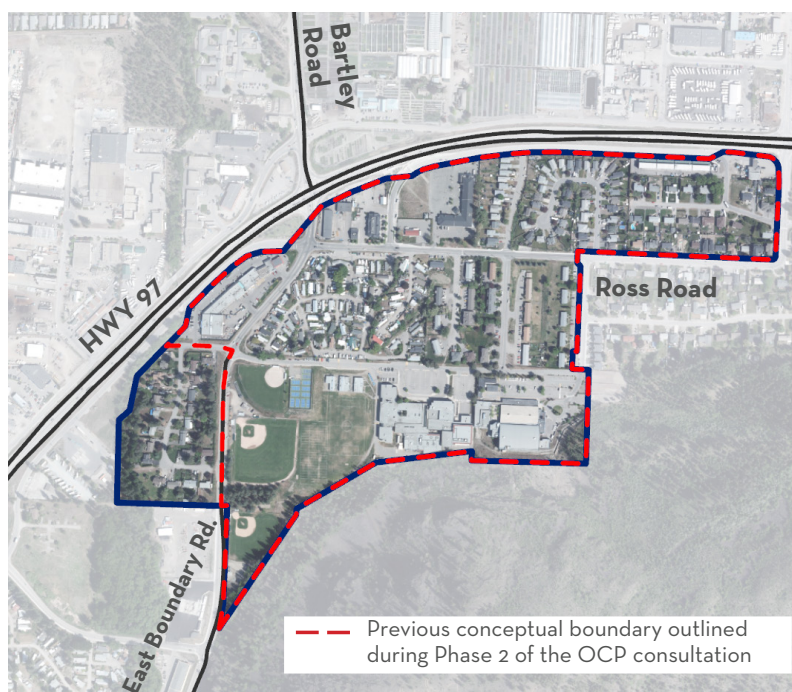 Bartley
Road
HWY 97
Ross Road
East Boundary Rd.
Previous conceptual boundary outlined
during Phase 2 of the OCP consultation